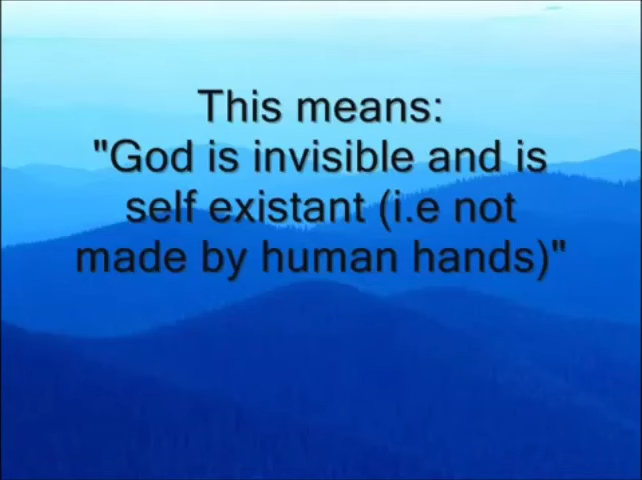 This means:
"God is invisible and is
self existant (i.e not
made by human hands)"